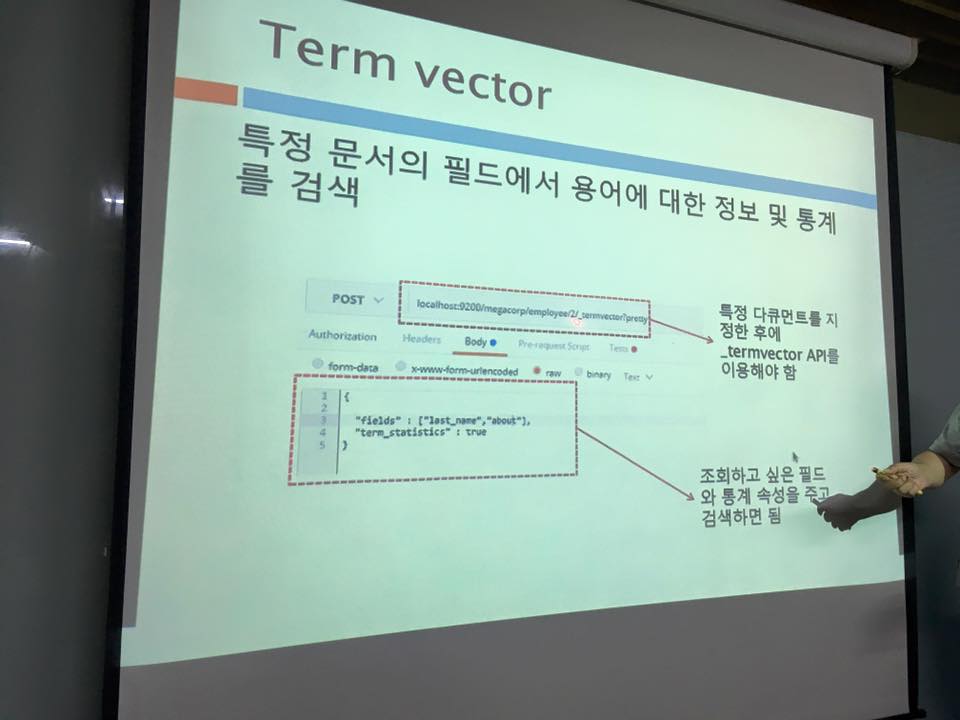 Term vector
특정 문서의 필드에서 용어에 대한 정보 및 통계
를 검색
POST
localhost:9200/megacorp/employee/2/_termvector?pretty
Authorization Headers Body Pre-request Script Tests
form-data x-www-form-urlencoded raw binary Text
1 {
2
3 "fields" : ["last_name","about"],
4 "term_statistics" : true
5 }
특정 다큐먼트를 지
정한 후에
_termvector API를
이용해야 함
조회하고 싶은 필드
와 통계 속성을 주고
검색하면 됨